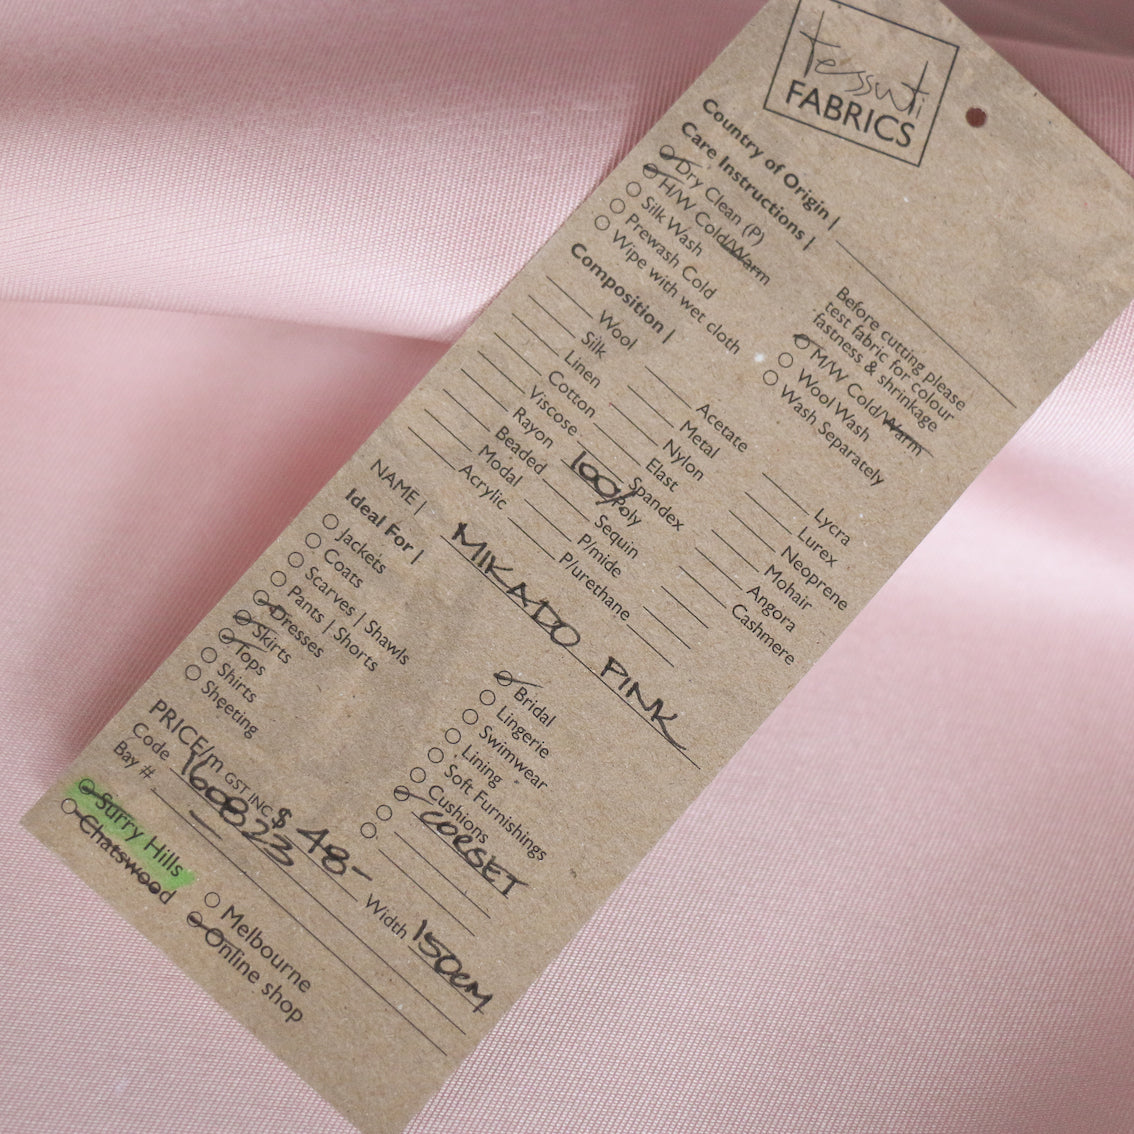 tessuti
FABRICS
Country of Origin |
Care Instructions |
Dry Clean (P)
H/W Cold/Warm
Silk Wash
Prewash Cold
Wipe with wet cloth
Before cutting please
test fabric for colour
fastness & shrinkage
M/W Cold/Warm
Wool Wash
Wash Separately
Composition |
Wool
Silk
Linen
Cotton
Viscose
Rayon
Beaded
Modal
Acrylic
Acetate
Metal
Nylon
Elast
Spandex
100% Poly
Sequin
P/mide
P/urethane
Lycra
Lurex
Neoprene
Mohair
Angora
Cashmere
NAME | MIKADO PINK
Ideal For |
Jackets
Coats
Scarves | Shawls
Pants | Shorts
Dresses
Skirts
Tops
Shirts
Sheeting
Bridal
Lingerie
Swimwear
Lining
Soft Furnishings
Cushions
CORSET
PRICE/m GST INC $ 48- Width 150cm
Code 160823
Bay # -
Surry Hills
Chatswood
Melbourne
Online shop